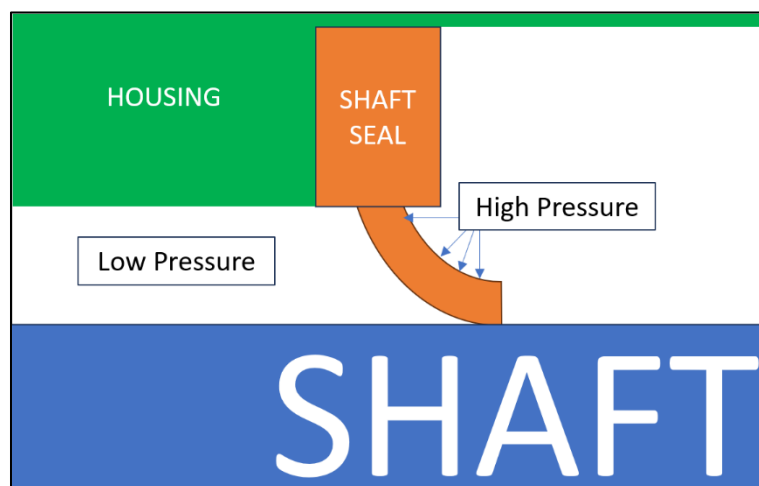 HOUSING
SHAFT
SEAL
High Pressure
Low Pressure
SHAFT